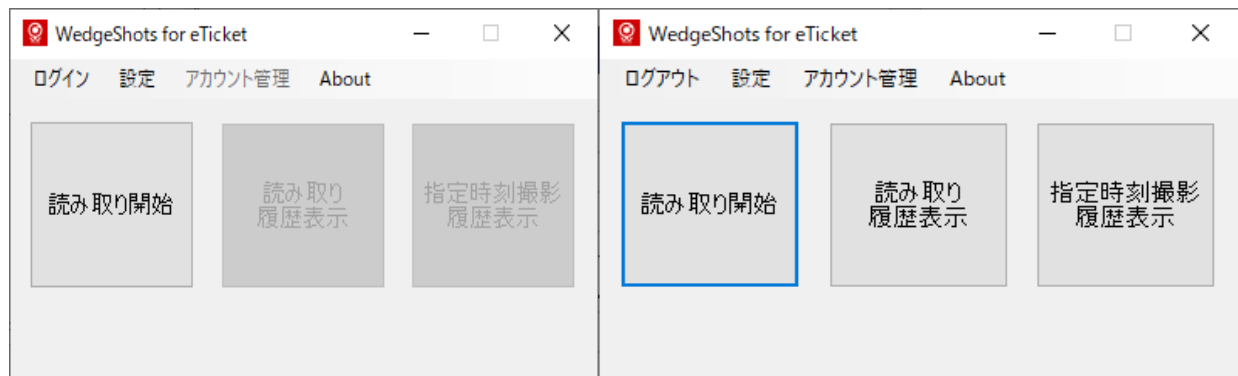 WedgeShots for eTicket
ログイン 設定 アカウント管理 About
読み取り開始
読み取り
履歴表示
指定時刻撮影
履歴表示
WedgeShots for eTicket
ログアウト 設定 アカウント管理 About
読み取り開始
読み取り
履歴表示
指定時刻撮影
履歴表示